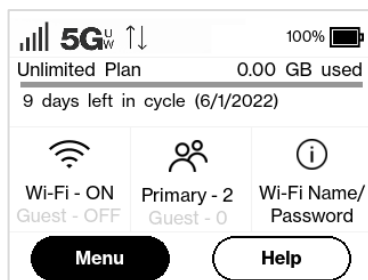 5G UW 100%
Unlimited Plan 0.00 GB used
9 days left in cycle (6/1/2022)
Wi-Fi - ON Primary - 2 Wi-Fi Name/
Guest - OFF Guest - 0 Password
Menu Help